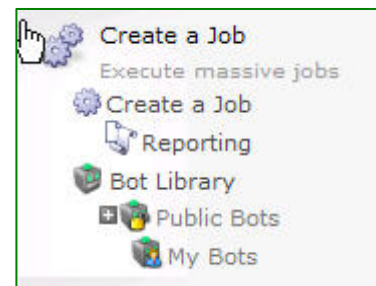 Create a Job
Execute massive jobs
Create a Job
Reporting
Bot Library
Public Bots
My Bots